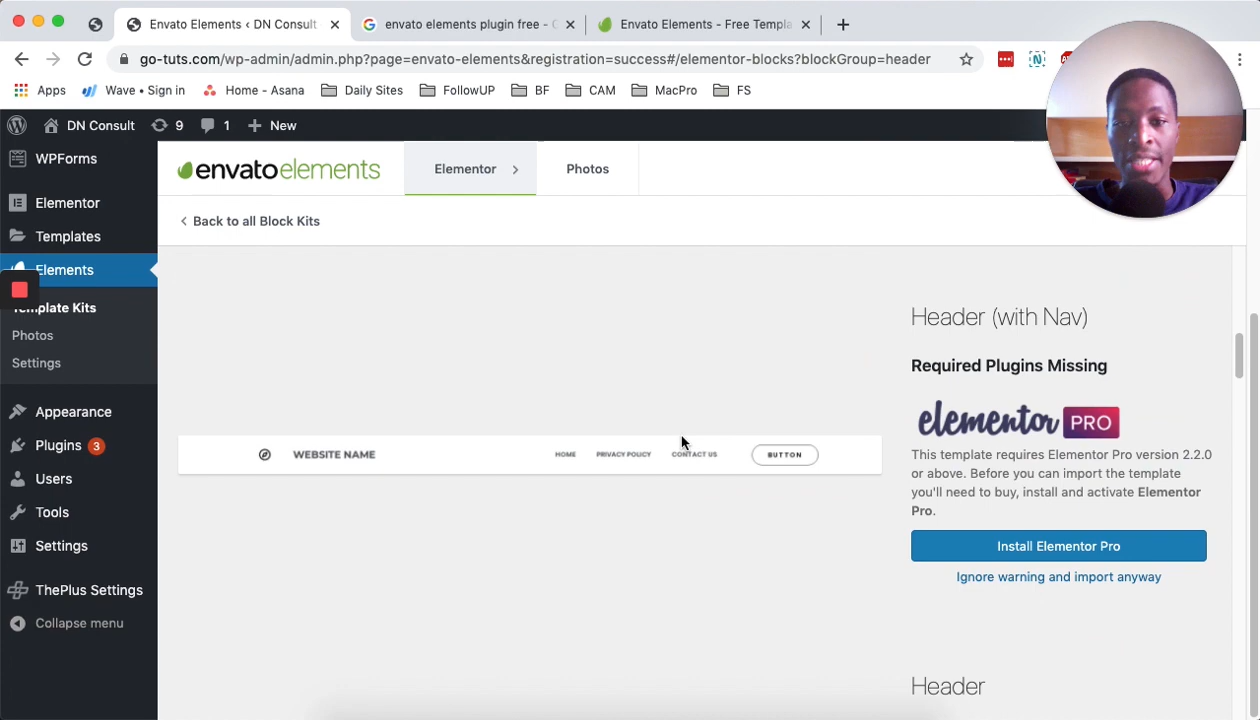 Envato Elements ‹ DN Consult
envato elements plugin free -
Envato Elements - Free Templa
go-tuts.com/wp-admin/admin.php?page=envato-elements&registration=success#/elementor-blocks?blockGroup=header
Apps
Wave • Sign in
Home - Asana
Daily Sites
FollowUP
BF
CAM
MacPro
FS
DN Consult
9
1
New
WPForms
Elementor
Templates
Elements
Template Kits
Photos
Settings
Appearance
Plugins 3
Users
Tools
Settings
ThePlus Settings
Collapse menu
envatoelements
Elementor
Photos
Back to all Block Kits
WEBSITE NAME
HOME
PRIVACY POLICY
CONTACT US
BUTTON
Header (with Nav)
Required Plugins Missing
elementor PRO
This template requires Elementor Pro version 2.2.0
or above. Before you can import the template
you'll need to buy, install and activate Elementor
Pro.
Install Elementor Pro
Ignore warning and import anyway
Header